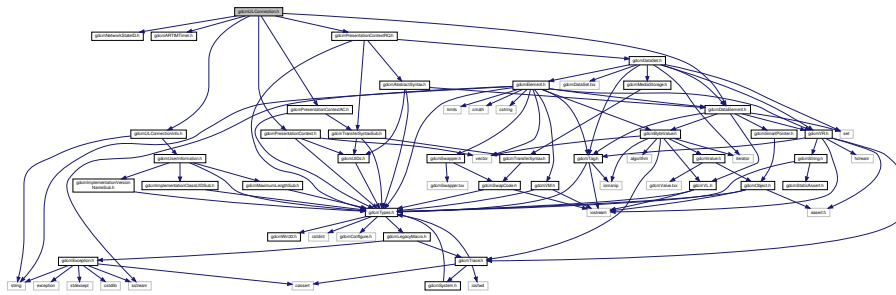 gdcmULConnection.h
gdcmNetworkStateID.h
gdcmARTIMTimer.h
gdcmPresentationContextRQ.h
gdcmDataSet.h
gdcmAbstractSyntax.h
gdcmElement.h
gdcmDataSet.txx
gdcmMediaStorage.h
limits
cmath
cstring
gdcmDataElement.h
gdcmPresentationContextAC.h
gdcmULConnectionInfo.h
gdcmPresentationContext.h
gdcmTransferSyntaxSub.h
gdcmByteValue.h
gdcmSmartPointer.h
gdcmVR.h
set
gdcmUserInformation.h
gdcmUIDs.h
vector
gdcmSwapper.h
gdcmTransferSyntax.h
gdcmTag.h
algorithm
gdcmValue.h
iterator
gdcmString.h
fstream
gdcmImplementationVersion
NameSub.h
gdcmImplementationClassUIDSub.h
gdcmMaximumLengthSub.h
gdcmSwapper.txx
gdcmSwapCode.h
gdcmVM.h
iomanip
gdcmValue.txx
gdcmVL.h
gdcmObject.h
gdcmStaticAssert.h
gdcmTypes.h
iostream
assert.h
gdcmWin32.h
cstdint
gdcmConfigure.h
gdcmLegacyMacro.h
gdcmException.h
gdcmTrace.h
string
exception
stdexcept
cstdlib
sstream
cassert
gdcmSystem.h
iosfwd